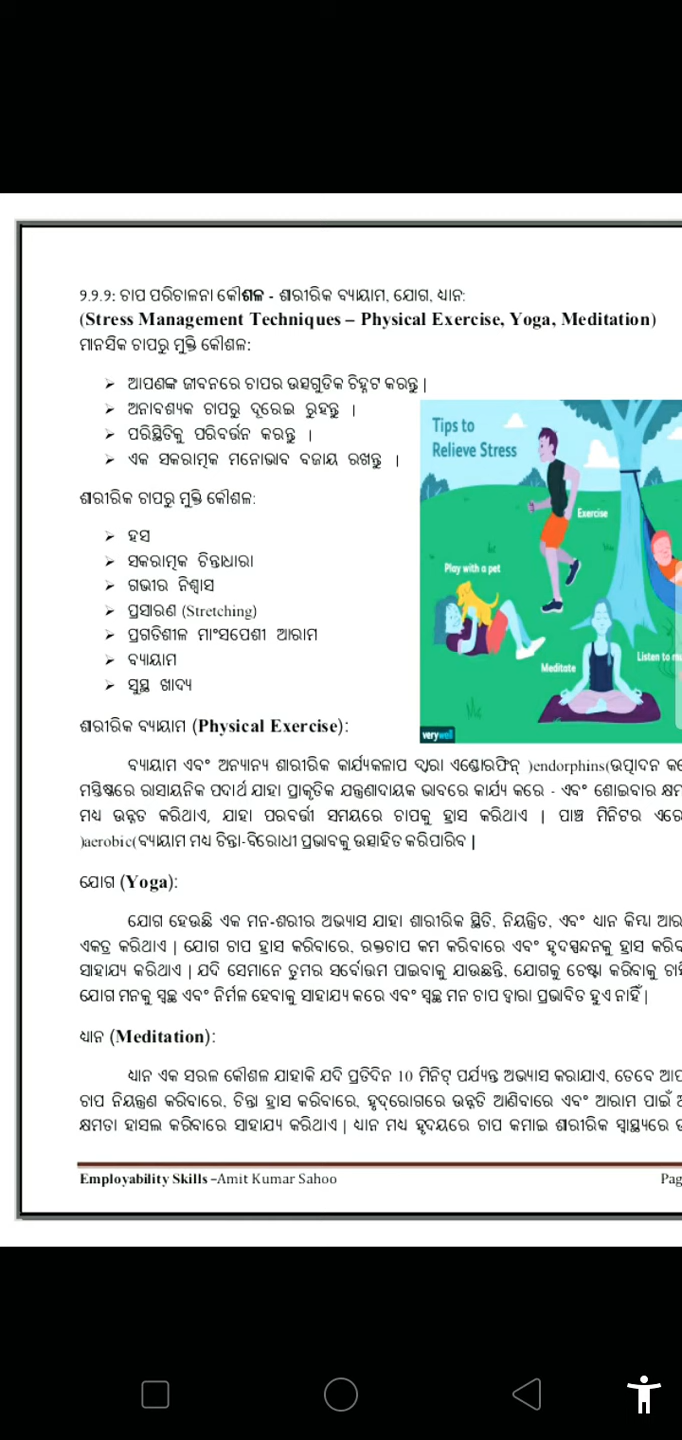 ୨.୨.୨: ଚାପ ପରିଚାଳନା କୌଶଳ - ଶାରୀରିକ ବ୍ୟାୟାମ, ଯୋଗ, ଧ୍ୟାନ:
(Stress Management Techniques – Physical Exercise, Yoga, Meditation)
ମାନସିକ ଚାପରୁ ମୁକ୍ତି କୌଶଳ:
➢ ଆପଣଙ୍କ ଜୀବନରେ ଚାପର ଉତ୍ସଗୁଡିକ ଚିହ୍ନଟ କରନ୍ତୁ |
➢ ଅନାବଶ୍ୟକ ଚାପରୁ ଦୂରେଇ ରୁହନ୍ତୁ |
➢ ପରିସ୍ଥିତିକୁ ପରିବର୍ତ୍ତନ କରନ୍ତୁ |
➢ ଏକ ସକରାତ୍ମକ ମନୋଭାବ ବଜାୟ ରଖନ୍ତୁ |
ଶାରୀରିକ ଚାପରୁ ମୁକ୍ତି କୌଶଳ:
➢ ହସ
➢ ସକରାତ୍ମକ ଚିନ୍ତାଧାରା
➢ ଗଭୀର ନିଶ୍ୱାସ
➢ ପ୍ରସାରଣ (Stretching)
➢ ପ୍ରଗତିଶୀଳ ମାଂସପେଶୀ ଆରାମ
➢ ବ୍ୟାୟାମ
➢ ସୁସ୍ଥ ଖାଦ୍ୟ
Tips to
Relieve Stress
Exercise
Play with a pet
Meditate
Listen to
verywell
ଶାରୀରିକ ବ୍ୟାୟାମ (Physical Exercise):
ବ୍ୟାୟାମ ଏବଂ ଅନ୍ୟାନ୍ୟ ଶାରୀରିକ କାର୍ଯ୍ୟକଳାପ ଦ୍ୱାରା ଏଣ୍ଡୋରଫିନ୍ )endorphins(ଉତ୍ପାଦନ
ମସ୍ତିଷ୍କରେ ରାସାୟନିକ ପଦାର୍ଥ ଯାହା ପ୍ରାକୃତିକ ଯନ୍ତ୍ରଣାଦାୟକ ଭାବରେ କାର୍ଯ୍ୟ କରେ - ଏବଂ ଶୋଇବାର
ମଧ୍ୟ ଉନ୍ନତ କରିଥାଏ, ଯାହା ପରବର୍ତ୍ତୀ ସମୟରେ ଚାପକୁ ହ୍ରାସ କରିଥାଏ | ପାଞ୍ଚ ମିନିଟର
)aerobic(ବ୍ୟାୟାମ ମଧ୍ୟ ଚିନ୍ତା-ବିରୋଧୀ ପ୍ରଭାବକୁ ଉତ୍ସାହିତ କରିପାରିବ |
ଯୋଗ (Yoga):
ଯୋଗ ହେଉଛି ଏକ ମନ-ଶରୀର ଅଭ୍ୟାସ ଯାହା ଶାରୀରିକ ସ୍ଥିତି, ନିୟନ୍ତ୍ରିତ, ଏବଂ ଧ୍ୟାନ କିମ୍ଭା
ଏକତ୍ର କରିଥାଏ | ଯୋଗ ଚାପ ହ୍ରାସ କରିବାରେ, ରକ୍ତଚାପ କମ କରିବାରେ ଏବଂ ହୃଦସ୍ପନ୍ଦନକୁ ହ୍ରାସ
ସାହାଯ୍ୟ କରିଥାଏ | ଯଦି ସେମାନେ ତୁମର ସର୍ବୋତ୍ତମ ପାଇବାକୁ ଯାଉଛନ୍ତି, ଯୋଗକୁ ଚେଷ୍ଟା କରିବାକୁ
ଯୋଗ ମନକୁ ସ୍ୱଚ୍ଛ ଏବଂ ନିର୍ମଳ ହେବାକୁ ସାହାଯ୍ୟ କରେ ଏବଂ ସ୍ୱଚ୍ଛ ମନ ଚାପ ଦ୍ୱାରା ପ୍ରଭାବିତ ହୁଏ ନାହିଁ |
ଧ୍ୟାନ (Meditation):
ଧ୍ୟାନ ଏକ ସରଳ କୌଶଳ ଯାହାକି ଯଦି ପ୍ରତିଦିନ 10 ମିନିଟ୍ ପର୍ଯ୍ୟନ୍ତ ଅଭ୍ୟାସ କରାଯାଏ, ତେବେ
ଚାପ ନିୟନ୍ତ୍ରଣ କରିବାରେ, ଚିନ୍ତା ହ୍ରାସ କରିବାରେ, ହୃଦ୍‌ରୋଗରେ ଉନ୍ନତି ଆଣିବାରେ ଏବଂ ଆରାମ ପାଇଁ
କ୍ଷମତା ହାସଲ କରିବାରେ ସାହାଯ୍ୟ କରିଥାଏ | ଧ୍ୟାନ ମଧ୍ୟ ହୃଦୟରେ ଚାପ କମାଇ ଶାରୀରିକ ସ୍ୱାସ୍ଥ୍ୟରେ
Employability Skills –Amit Kumar Sahoo